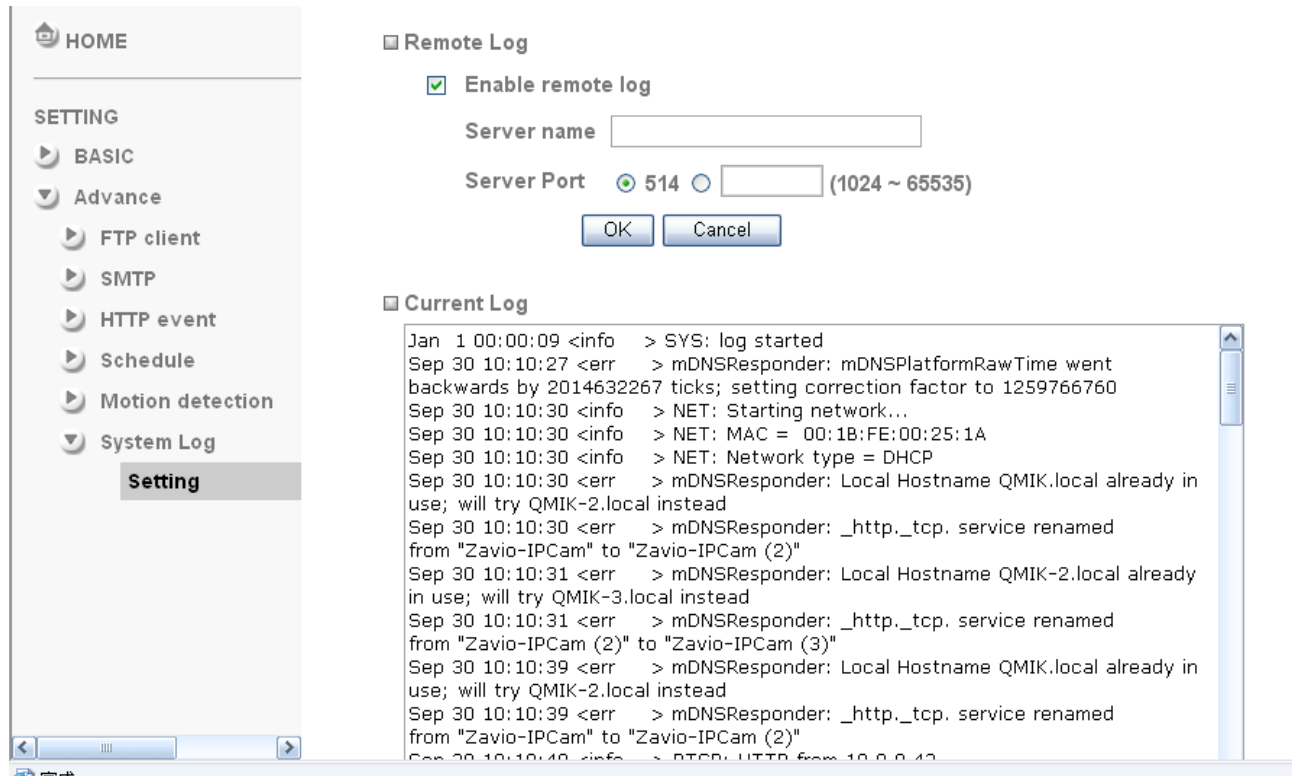 HOME
SETTING
BASIC
Advance
FTP client
SMTP
HTTP event
Schedule
Motion detection
System Log
Setting
Remote Log
Enable remote log
Server name
Server Port 514 (1024 ~ 65535)
OK Cancel
Current Log
Jan 1 00:00:09 <info > SYS: log started
Sep 30 10:10:27 <err > mDNSResponder: mDNSPlatformRawTime went
backwards by 2014632267 ticks; setting correction factor to 1259766760
Sep 30 10:10:30 <info > NET: Starting network...
Sep 30 10:10:30 <info > NET: MAC = 00:1B:FE:00:25:1A
Sep 30 10:10:30 <info > NET: Network type = DHCP
Sep 30 10:10:30 <err > mDNSResponder: Local Hostname QMIK.local already in
use; will try QMIK-2.local instead
Sep 30 10:10:30 <err > mDNSResponder: _http._tcp. service renamed
from "Zavio-IPCam" to "Zavio-IPCam (2)"
Sep 30 10:10:31 <err > mDNSResponder: Local Hostname QMIK-2.local already
in use; will try QMIK-3.local instead
Sep 30 10:10:31 <err > mDNSResponder: _http._tcp. service renamed
from "Zavio-IPCam (2)" to "Zavio-IPCam (3)"
Sep 30 10:10:39 <err > mDNSResponder: Local Hostname QMIK.local already in
use; will try QMIK-2.local instead
Sep 30 10:10:39 <err > mDNSResponder: _http._tcp. service renamed
from "Zavio-IPCam" to "Zavio-IPCam (2)"